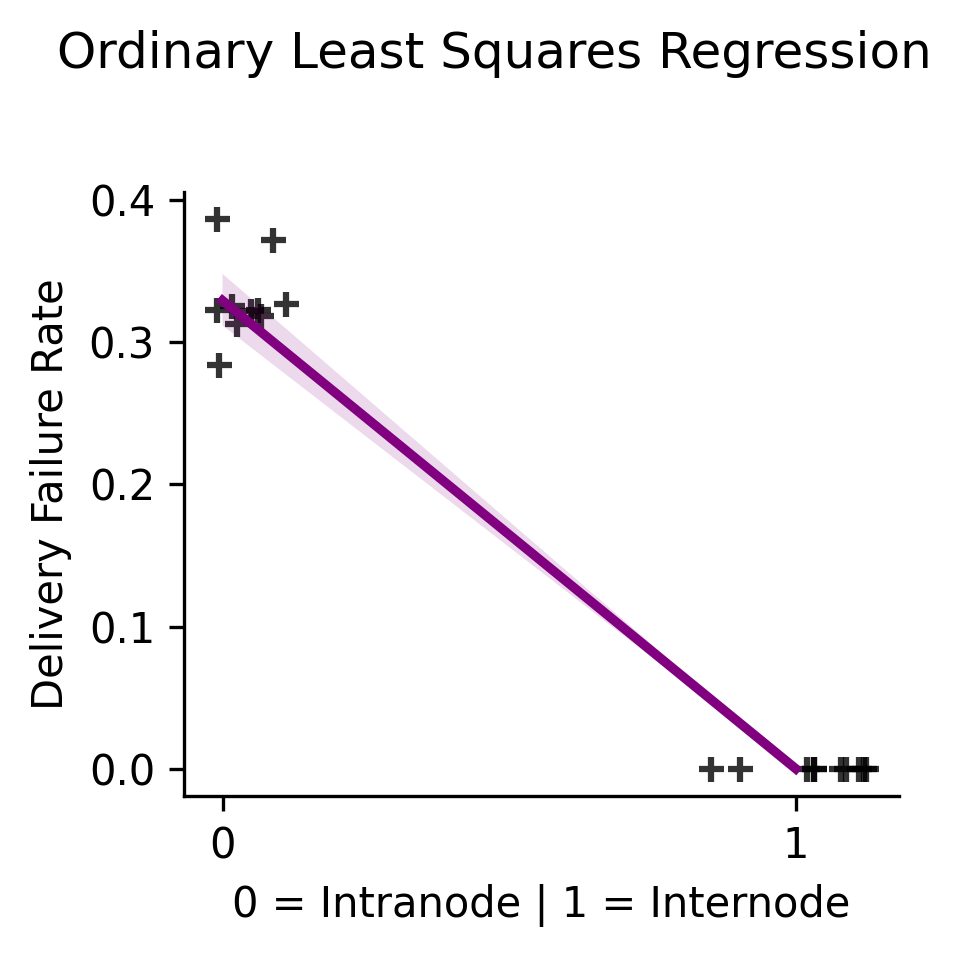 Ordinary Least Squares Regression
0.4
0.3
0.2
0.1
0.0
Delivery Failure Rate
0
1
0 = Intranode | 1 = Internode